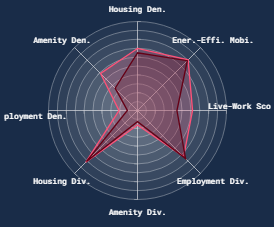 Housing Den.
Amenity Den.
Ener.-Effi. Mobi.
Live-Work Sco
ployment Den.
Housing Div.
Employment Div.
Amenity Div.